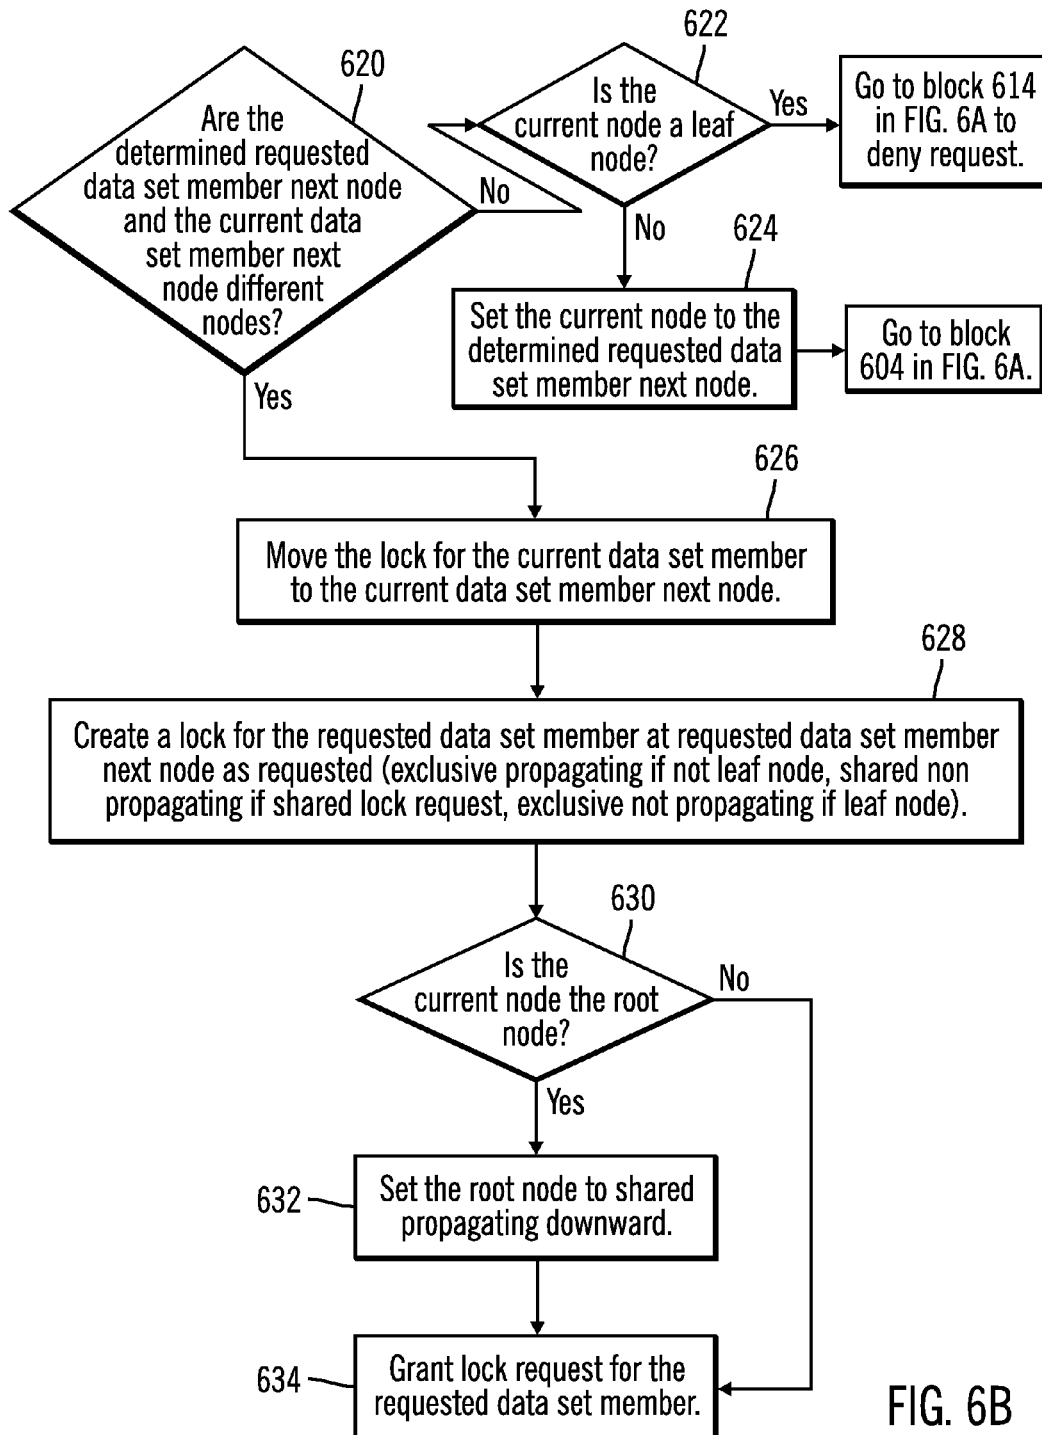 620
Are the
determined requested
data set member next node
and the current data
set member next
node different
nodes?
No
Yes
622
Is the
current node a leaf
node?
Yes
No
Go to block 614
in FIG. 6A to
deny request.
624
Set the current node to the
determined requested data
set member next node.
Go to block
604 in FIG. 6A.
626
Move the lock for the current data set member
to the current data set member next node.
628
Create a lock for the requested data set member at requested data set member
next node as requested (exclusive propagating if not leaf node, shared non
propagating if shared lock request, exclusive not propagating if leaf node).
630
Is the
current node the root
node?
No
Yes
632
Set the root node to shared
propagating downward.
634
Grant lock request for the
requested data set member.
FIG. 6B